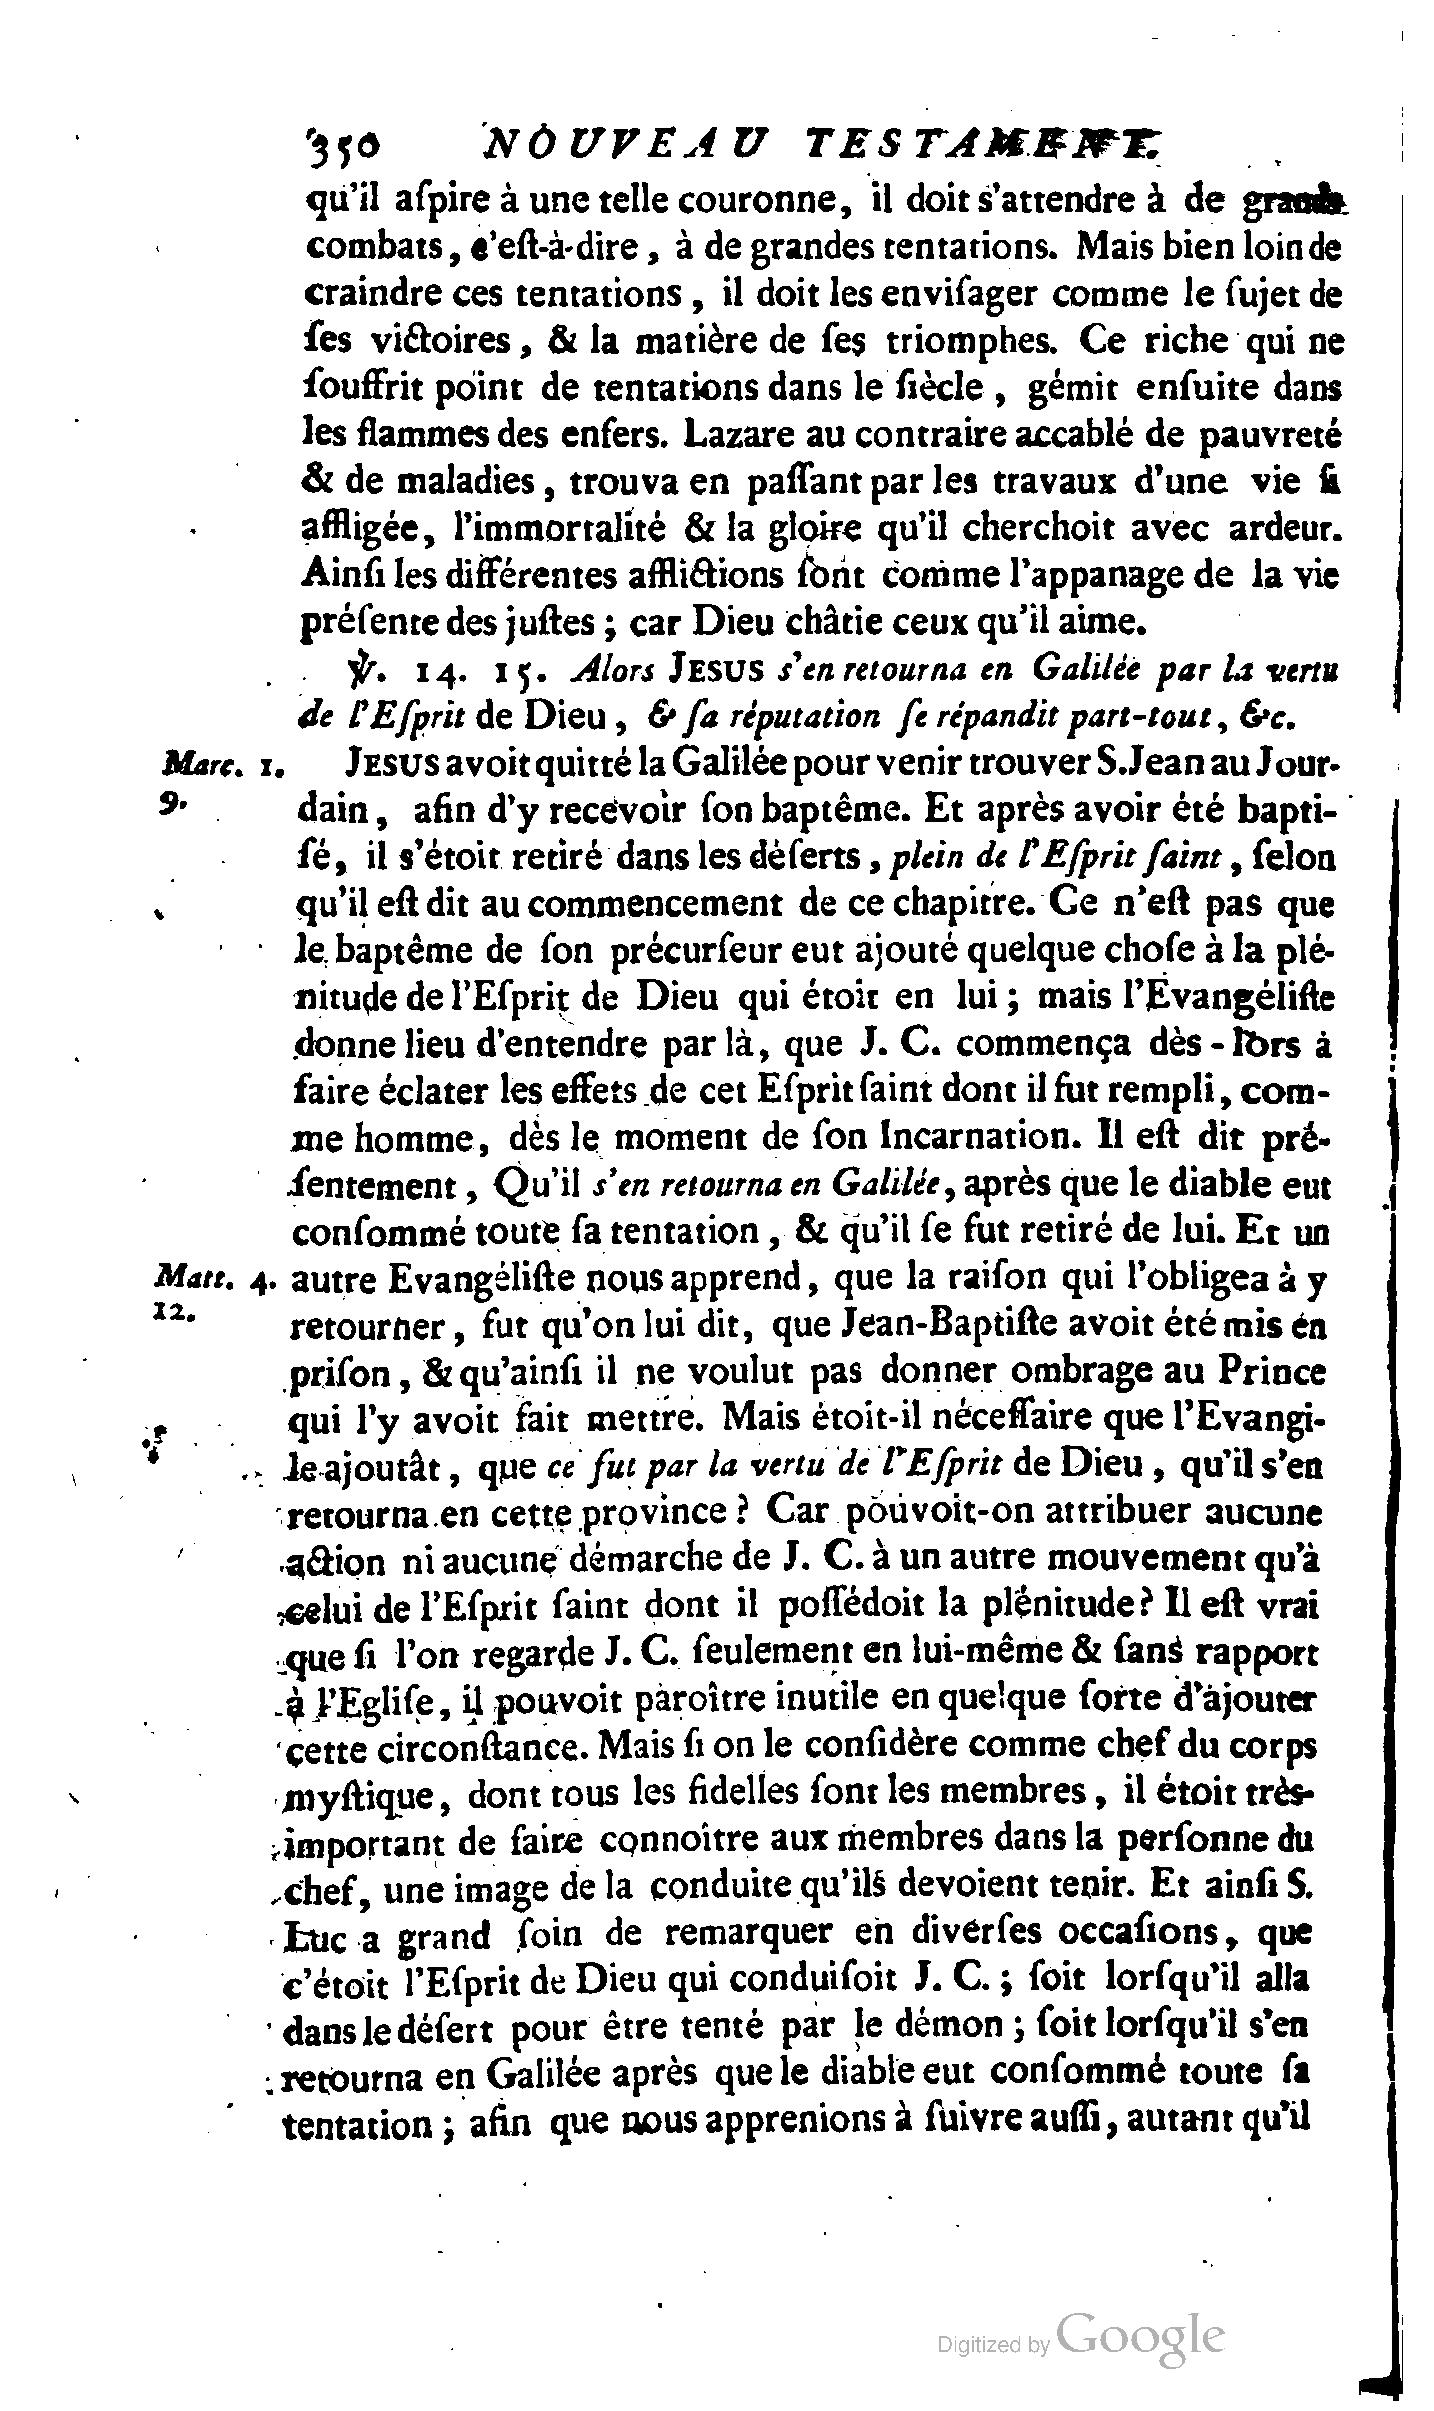 350 NOUVEAU TESTAMENT.
qu'il aſpire à une telle couronne, il doit s'attendre à de grands
combats, c'eſt-à-dire, à de grandes tentations. Mais bien loin de
craindre ces tentations, il doit les enviſager comme le ſujet de
ſes victoires, & la matière de ſes triomphes. Ce riche qui ne
ſouffrit point de tentations dans le ſiècle, gémit enſuite dans
les flammes des enfers. Lazare au contraire accablé de pauvreté
& de maladies, trouva en paſſant par les travaux d'une vie ſi
affligée, l'immortalité & la gloire qu'il cherchoit avec ardeur.
Ainſi les différentes afflictions ſont comme l'appanage de la vie
préſente des juſtes ; car Dieu châtie ceux qu'il aime.
℣. 14. 15. Alors JESUS s'en retourna en Galilée par la vertu
de l'Eſprit de Dieu, & ſa réputation ſe répandit part-tout, &c.
Marc. 1. JESUS avoit quitté la Galilée pour venir trouver S. Jean au Jour-
9. dain, afin d'y recevoir ſon baptême. Et après avoir été bapti-
ſé, il s'étoit retiré dans les déſerts, plein de l'Eſprit ſaint, ſelon
qu'il eſt dit au commencement de ce chapitre. Ce n'eſt pas que
le baptême de ſon précurſeur eut ajouté quelque choſe à la plé-
nitude de l'Eſprit de Dieu qui étoit en lui ; mais l'Evangéliſte
donne lieu d'entendre par là, que J. C. commença dès-lors à
faire éclater les effets de cet Eſprit ſaint dont il fut rempli, com-
me homme, dès le moment de ſon Incarnation. Il eſt dit pré-
ſentement, Qu'il s'en retourna en Galilée, après que le diable eut
conſommé toute ſa tentation, & qu'il ſe fut retiré de lui. Et un
Matt. 4. autre Evangéliſte nous apprend, que la raiſon qui l'obligea à y
12. retourner, fut qu'on lui dit, que Jean-Baptiſte avoit été mis en
priſon, & qu'ainſi il ne voulut pas donner ombrage au Prince
qui l'y avoit fait mettre. Mais étoit-il néceſſaire que l'Evangi-
le ajoutât, que ce fut par la vertu de l'Eſprit de Dieu, qu'il s'en
retourna en cette province ? Car pouvoit-on attribuer aucune
action ni aucune démarche de J. C. à un autre mouvement qu'à
celui de l'Eſprit ſaint dont il poſſédoit la plénitude ? Il eſt vrai
que ſi l'on regarde J. C. ſeulement en lui-même & ſans rapport
à l'Egliſe, il pouvoit paroître inutile en quelque ſorte d'ajouter
cette circonſtance. Mais ſi on le conſidère comme chef du corps
myſtique, dont tous les fidelles ſont les membres, il étoit très-
important de faire connoître aux membres dans la perſonne du
chef, une image de la conduite qu'ils devoient tenir. Et ainſi S.
Luc a grand ſoin de remarquer en diverſes occaſions, que
c'étoit l'Eſprit de Dieu qui conduiſoit J. C. ; ſoit lorſqu'il alla
dans le déſert pour être tenté par le démon ; ſoit lorſqu'il s'en
retourna en Galilée après que le diable eut conſommé toute ſa
tentation ; afin que nous apprenions à ſuivre auſſi, autant qu'il
Digitized by Google